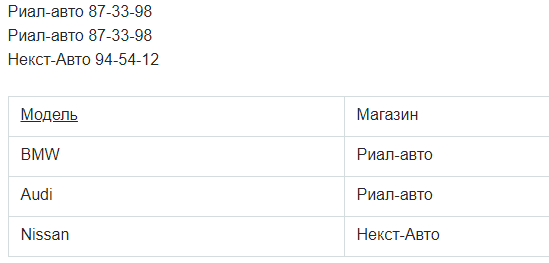 Риал-авто 87-33-98
Риал-авто 87-33-98
Некст-Авто 94-54-12
Модель Магазин
BMW Риал-авто
Audi Риал-авто
Nissan Некст-Авто